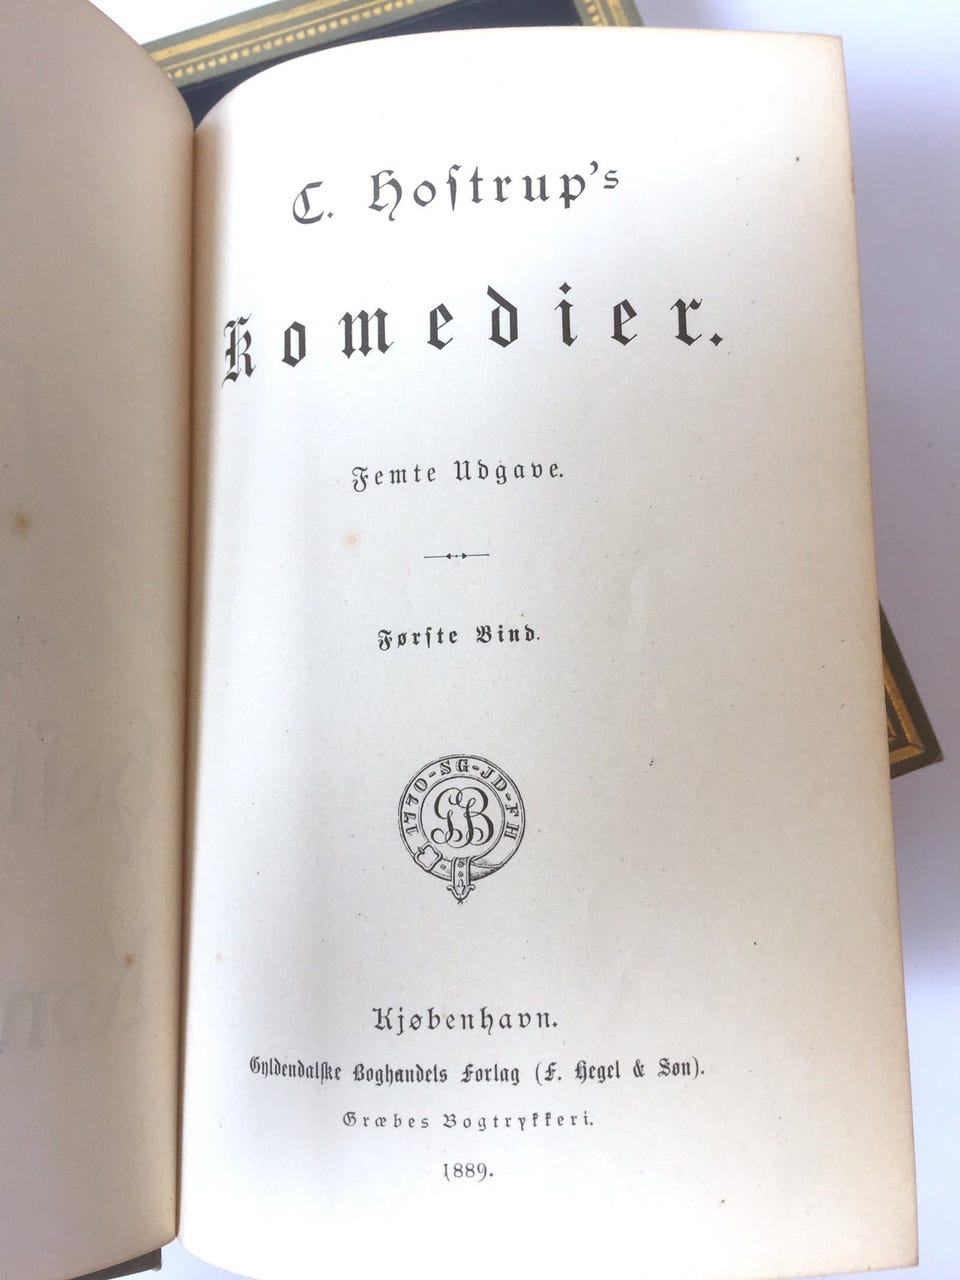 C. Hoſtrup's
Komedier.
Femte Udgave.
Førſte Bind.
1770-SG-JD-FH
GB
Kjøbenhavn.
Gyldendalſke Boghandels Forlag (F. Hegel & Søn).
Græbes Bogtrykkeri.
1889.